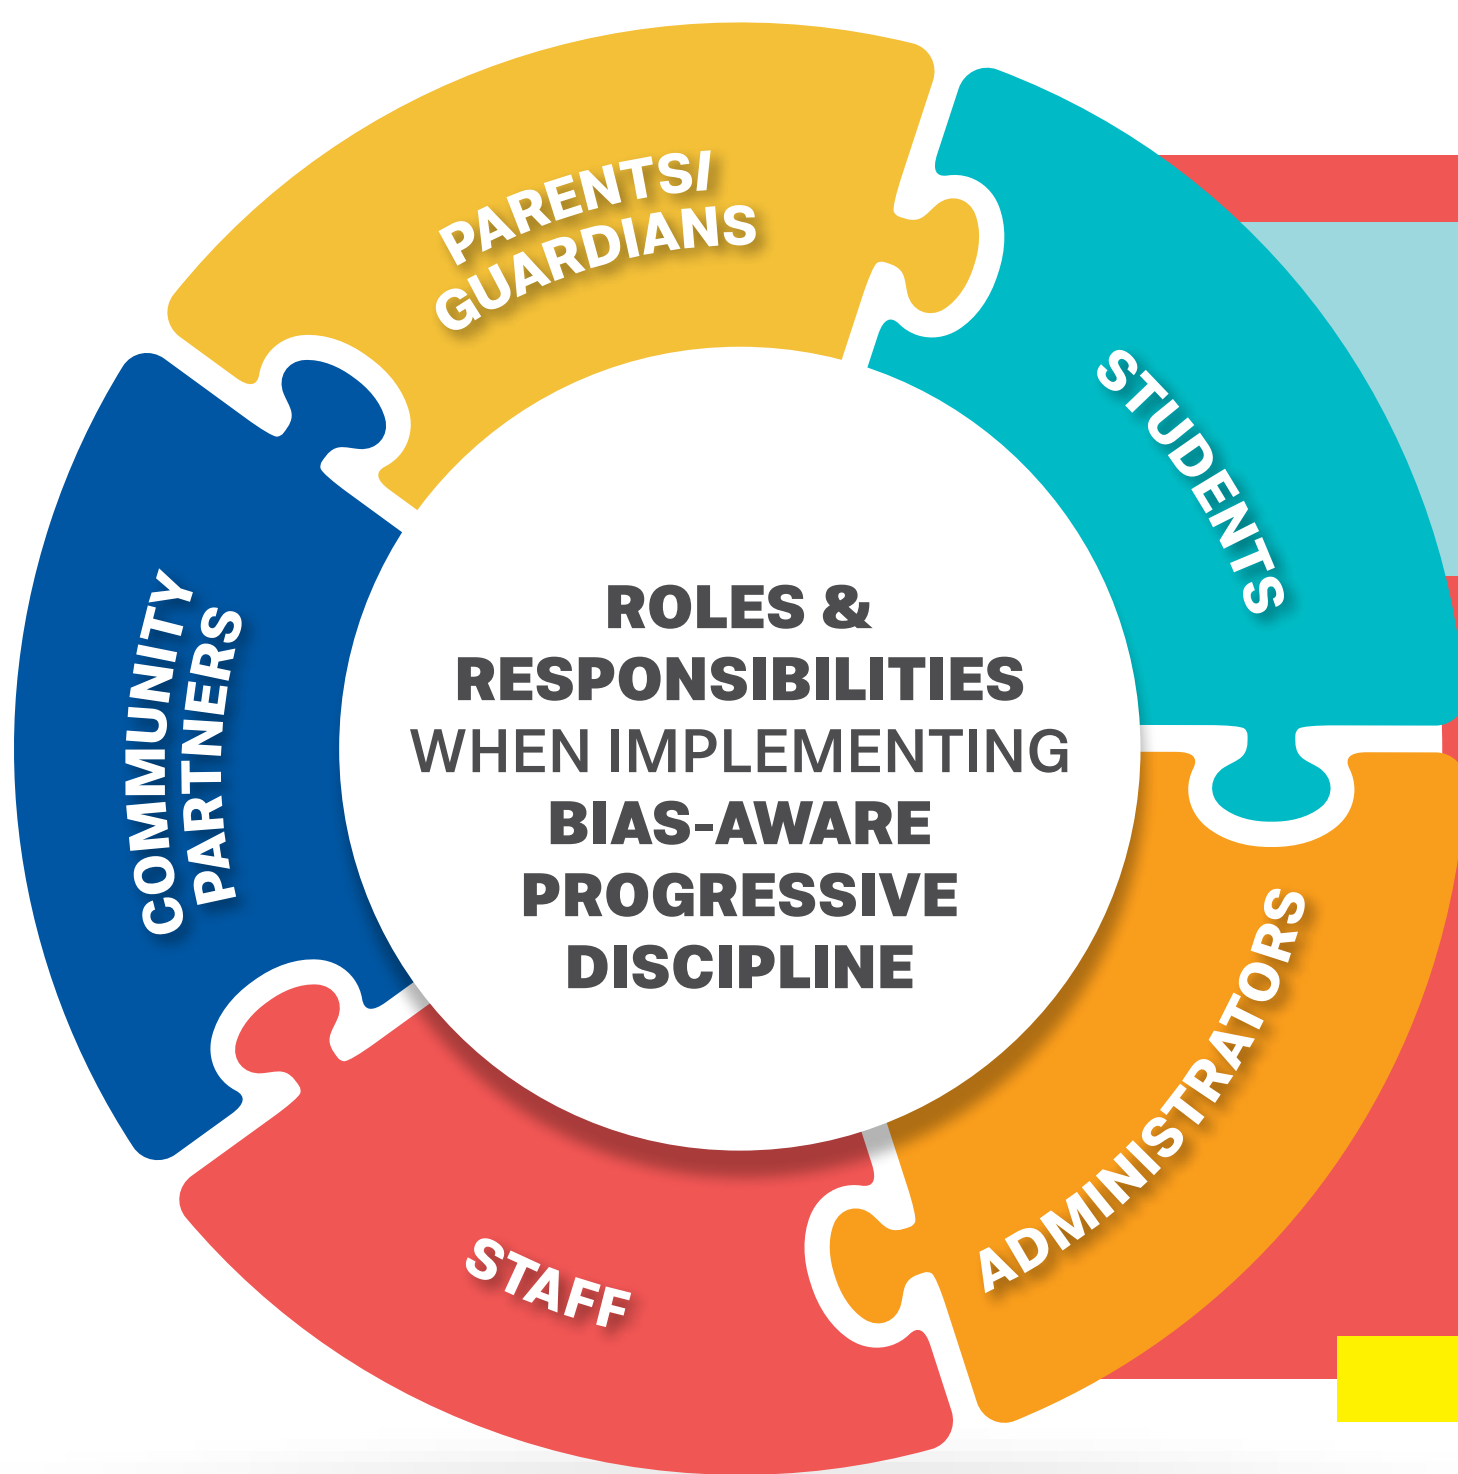 PARENTS/
GUARDIANS
STUDENTS
COMMUNITY
PARTNERS
ROLES &
RESPONSIBILITIES
WHEN IMPLEMENTING
BIAS-AWARE
PROGRESSIVE
DISCIPLINE
ADMINISTRATORS
STAFF